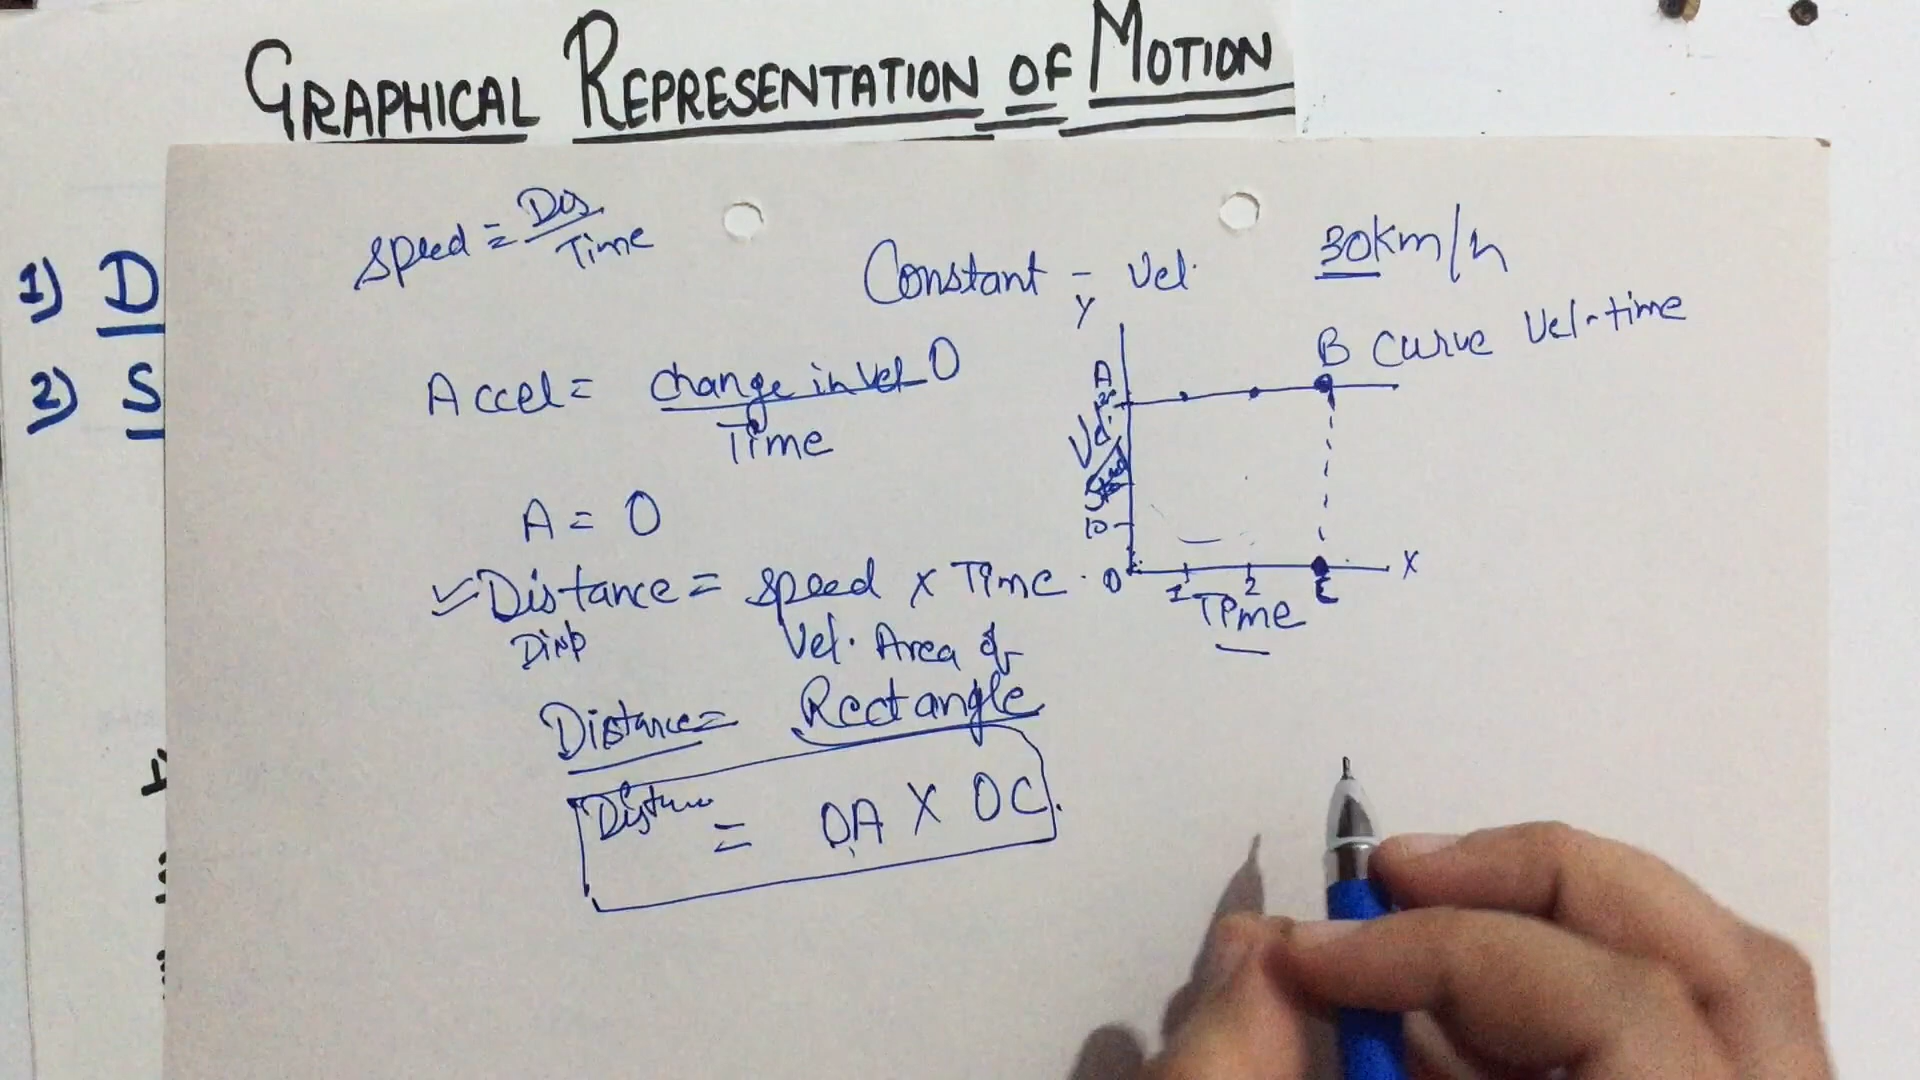 GRAPHICAL REPRESENTATION OF MOTION
1) D
2) S
Speed = Dis
Time
Constant - Vel.
30km/h
Accel = change in Vel 0
Time
A = 0
Distance = Speed x Time.
Disp
Vel. Area of
Distance = Rectangle
Distance = OA X OC.
Y
B Curve Vel-time
A
Vel.
10
0 1 2 C X
Time